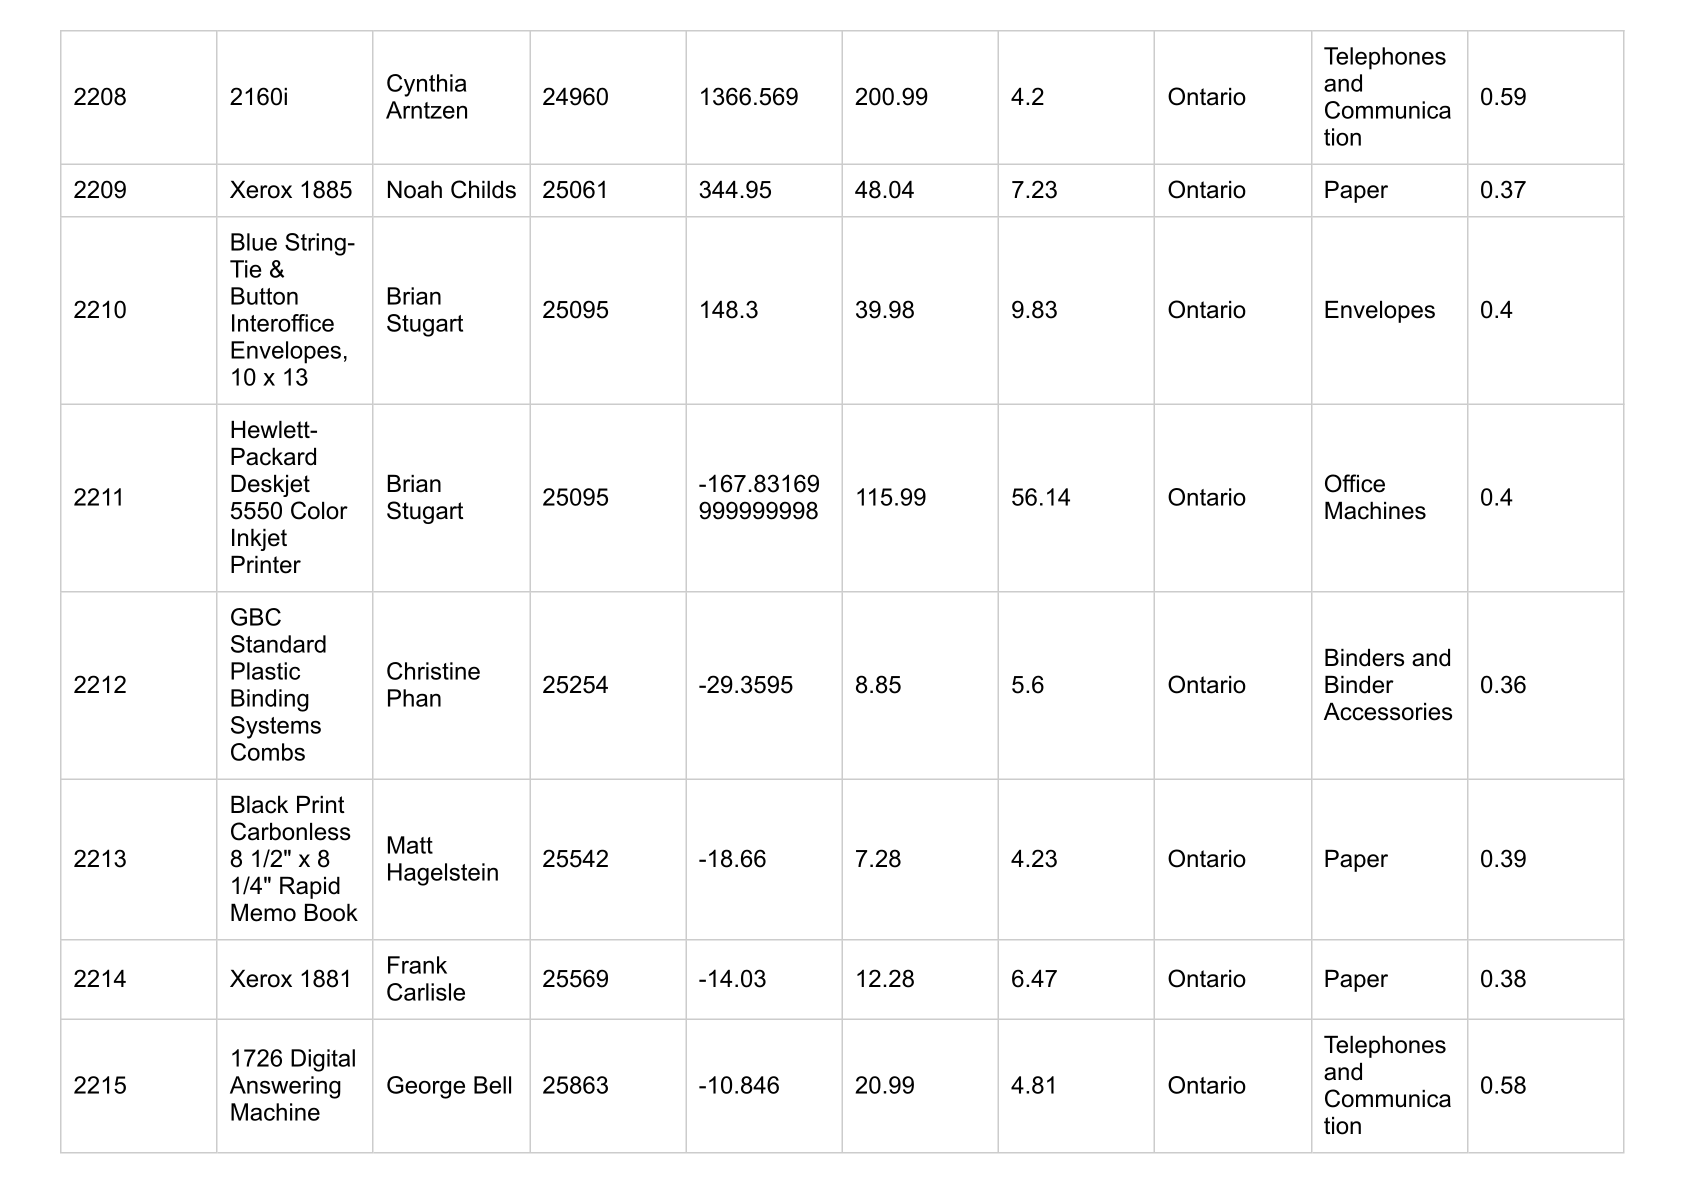 2208 2160i Cynthia Arntzen 24960 1366.569 200.99 4.2 Ontario Telephones and Communication 0.59
2209 Xerox 1885 Noah Childs 25061 344.95 48.04 7.23 Ontario Paper 0.37
2210 Blue String-Tie & Button Interoffice Envelopes, 10 x 13 Brian Stugart 25095 148.3 39.98 9.83 Ontario Envelopes 0.4
2211 Hewlett-Packard Deskjet 5550 Color Inkjet Printer Brian Stugart 25095 -167.83169999999998 115.99 56.14 Ontario Office Machines 0.4
2212 GBC Standard Plastic Binding Systems Combs Christine Phan 25254 -29.3595 8.85 5.6 Ontario Binders and Binder Accessories 0.36
2213 Black Print Carbonless 8 1/2" x 8 1/4" Rapid Memo Book Matt Hagelstein 25542 -18.66 7.28 4.23 Ontario Paper 0.39
2214 Xerox 1881 Frank Carlisle 25569 -14.03 12.28 6.47 Ontario Paper 0.38
2215 1726 Digital Answering Machine George Bell 25863 -10.846 20.99 4.81 Ontario Telephones and Communication 0.58